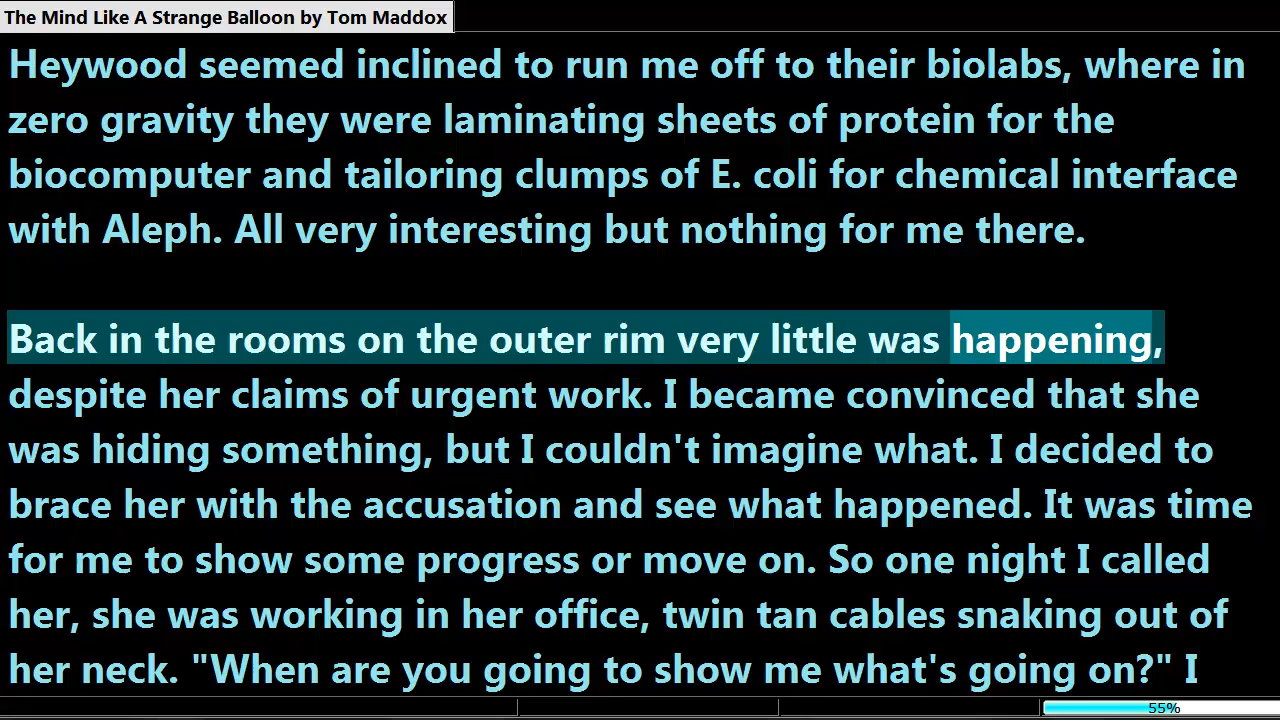 The Mind Like A Strange Balloon by Tom Maddox
Heywood seemed inclined to run me off to their biolabs, where in
zero gravity they were laminating sheets of protein for the
biocomputer and tailoring clumps of E. coli for chemical interface
with Aleph. All very interesting but nothing for me there.
Back in the rooms on the outer rim very little was happening,
despite her claims of urgent work. I became convinced that she
was hiding something, but I couldn't imagine what. I decided to
brace her with the accusation and see what happened. It was time
for me to show some progress or move on. So one night I called
her, she was working in her office, twin tan cables snaking out of
her neck. "When are you going to show me what's going on?" I
55%